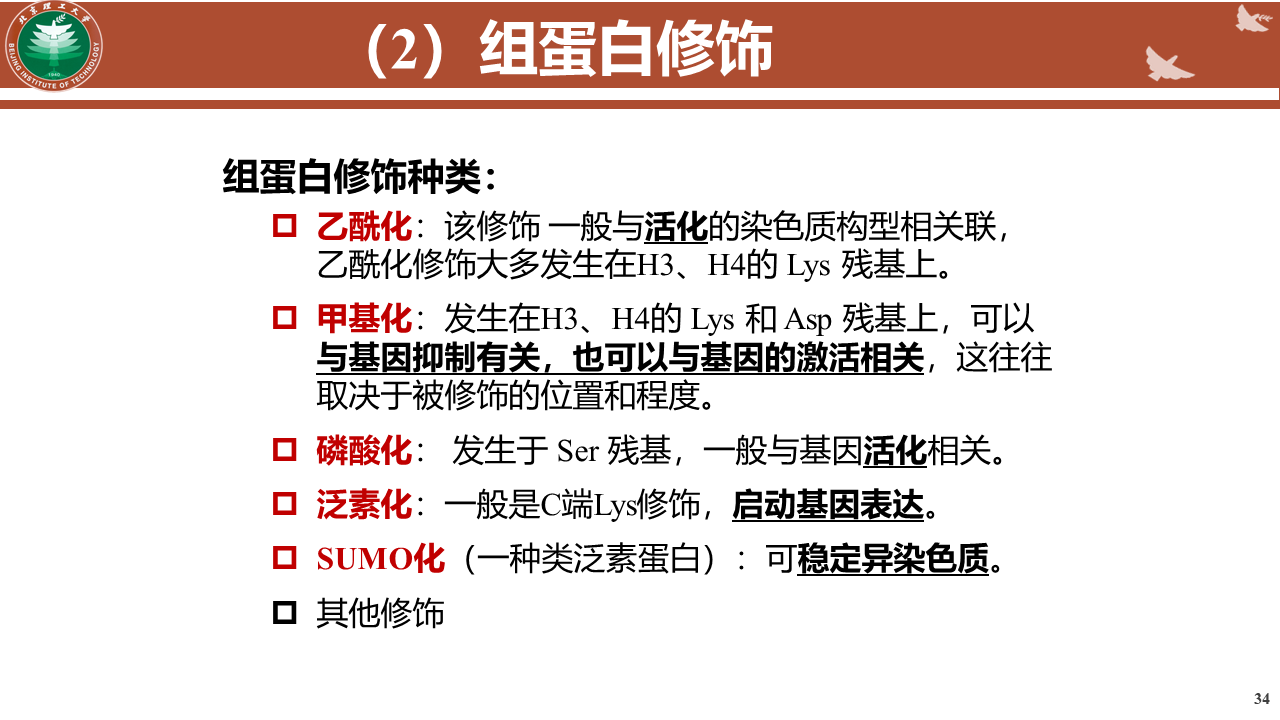 北京理工大学
BEIJING INSTITUTE OF TECHNOLOGY
1940
（2）组蛋白修饰
组蛋白修饰种类：
乙酰化：该修饰 一般与活化的染色质构型相关联，
乙酰化修饰大多发生在H3、H4的 Lys 残基上。
甲基化：发生在H3、H4的 Lys 和 Asp 残基上，可以
与基因抑制有关，也可以与基因的激活相关，这往往
取决于被修饰的位置和程度。
磷酸化： 发生于 Ser 残基，一般与基因活化相关。
泛素化：一般是C端Lys修饰，启动基因表达。
SUMO化（一种类泛素蛋白）：可稳定异染色质。
其他修饰
34